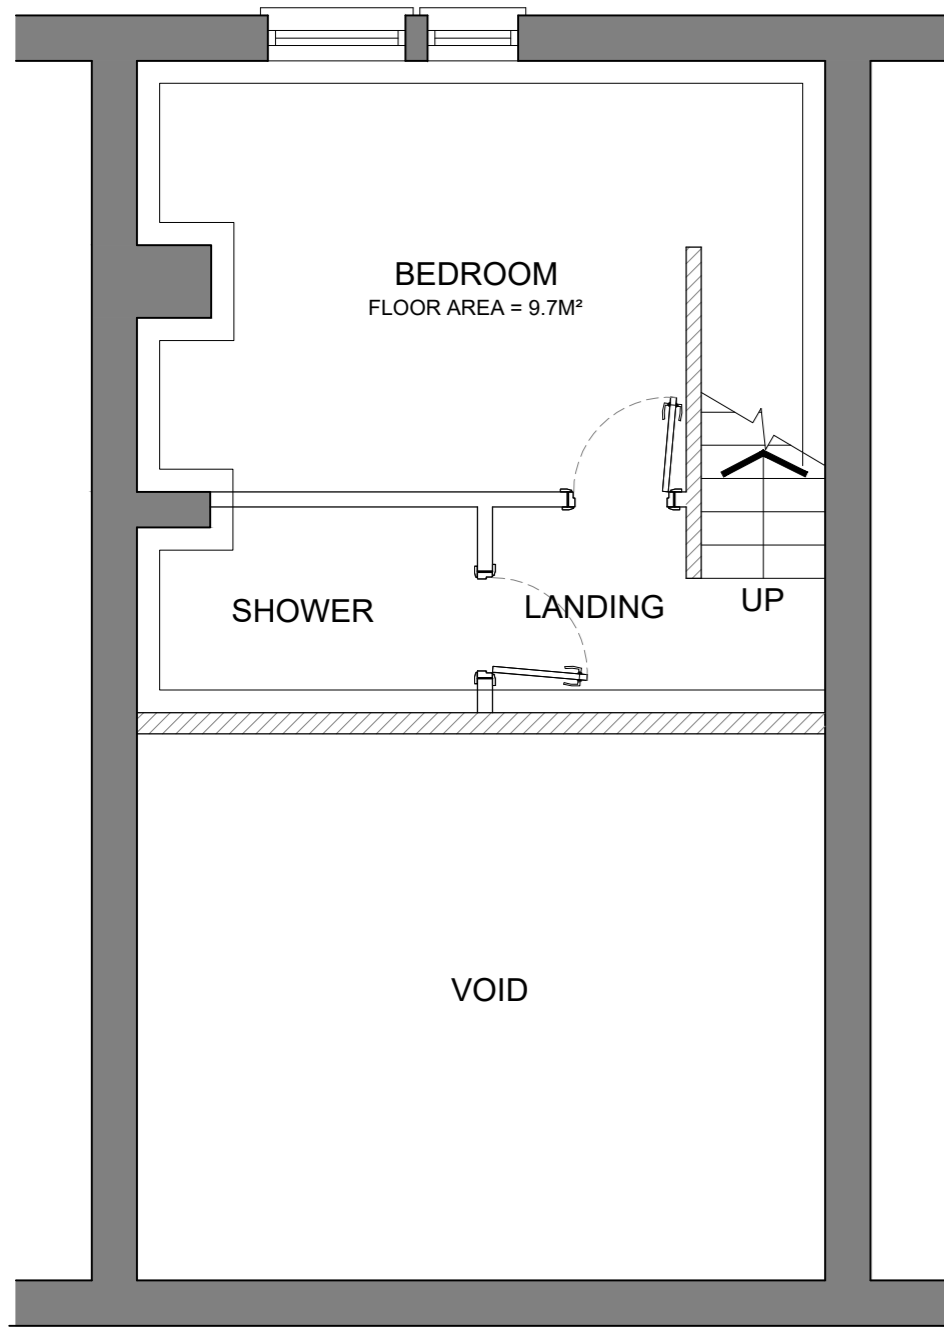 BEDROOM
FLOOR AREA = 9.7M²
SHOWER
LANDING
UP
VOID